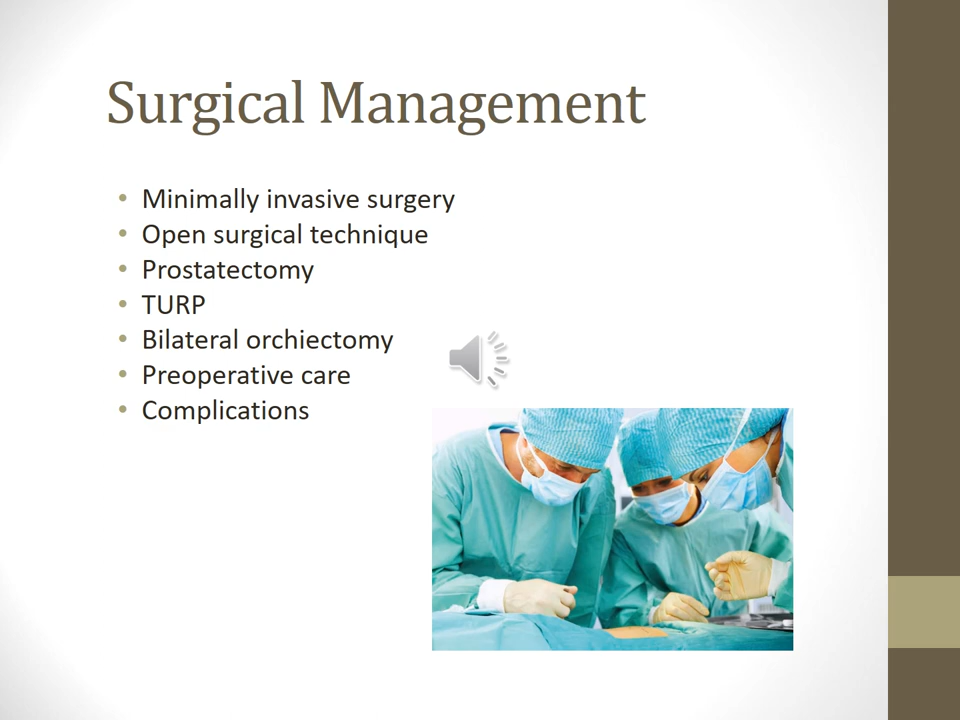 Surgical Management
• Minimally invasive surgery
• Open surgical technique
• Prostatectomy
• TURP
• Bilateral orchiectomy
• Preoperative care
• Complications